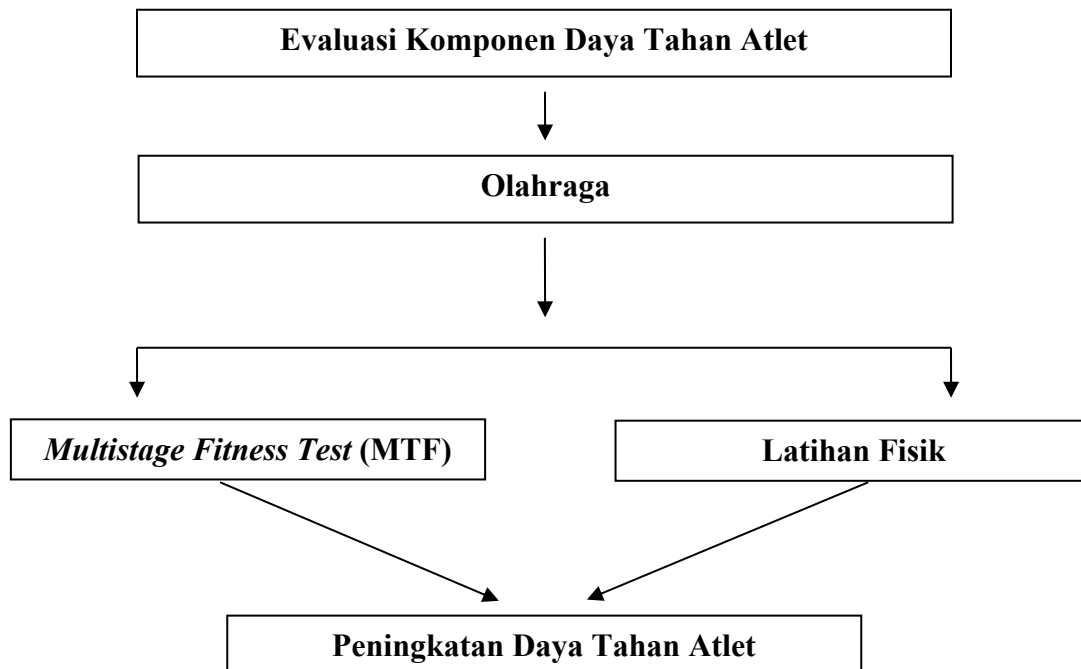 Evaluasi Komponen Daya Tahan Atlet
Olahraga
Multistage Fitness Test (MTF)
Latihan Fisik
Peningkatan Daya Tahan Atlet